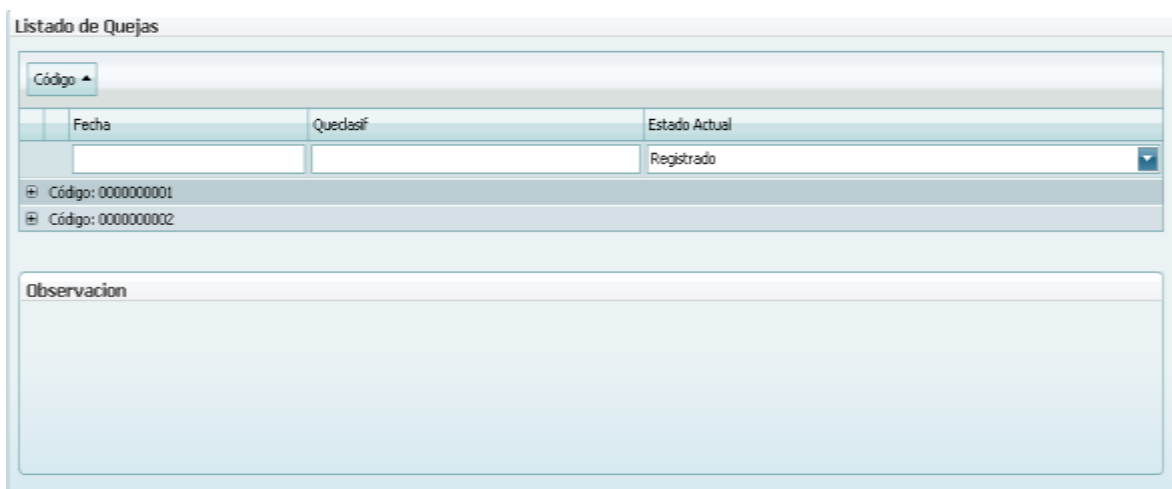 Listado de Quejas
Código
Fecha Queclasif Estado Actual
Registrado
Código: 0000000001
Código: 0000000002
Observacion